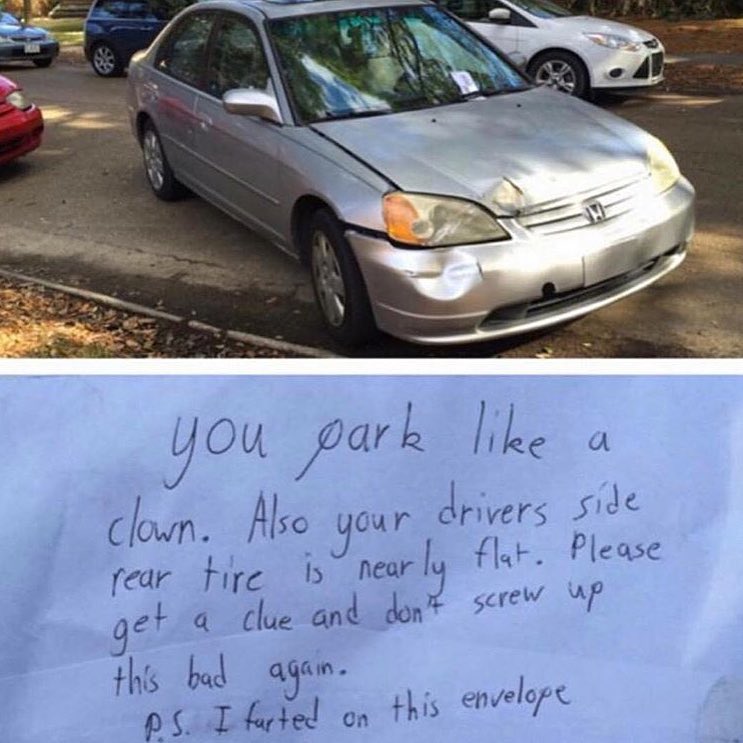 you park like a
clown. Also your drivers side
rear tire is nearly flat. Please
get a clue and don't screw up
this bad again.
P.S. I farted on this envelope